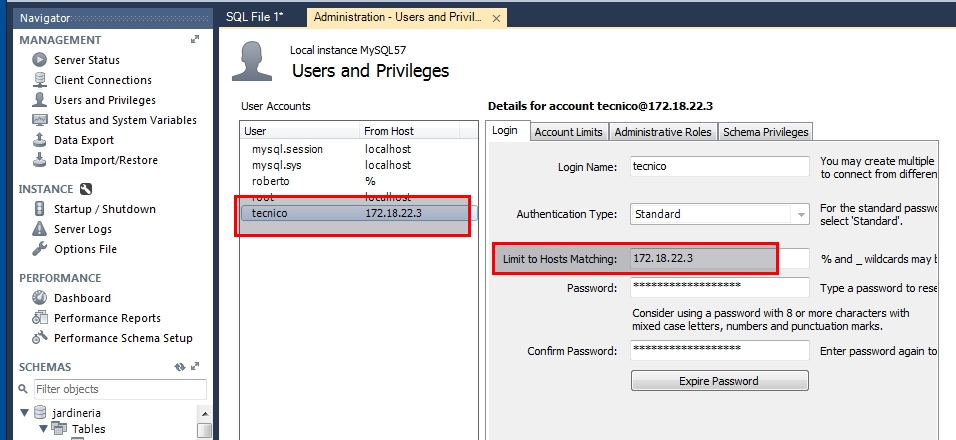 Navigator
MANAGEMENT
Server Status
Client Connections
Users and Privileges
Status and System Variables
Data Export
Data Import/Restore
INSTANCE
Startup / Shutdown
Server Logs
Options File
PERFORMANCE
Dashboard
Performance Reports
Performance Schema Setup
SCHEMAS
Filter objects
jardineria
Tables
SQL File 1*
Administration - Users and Privil...
Local instance MySQL57
Users and Privileges
User Accounts
User From Host
mysql.session localhost
mysql.sys localhost
roberto %
root localhost
tecnico 172.18.22.3
Details for account tecnico@172.18.22.3
Login Account Limits Administrative Roles Schema Privileges
Login Name: tecnico You may create multiple
to connect from differen
Authentication Type: Standard For the standard passwo
select 'Standard'.
Limit to Hosts Matching: 172.18.22.3 % and _ wildcards may b
Password: ****************** Type a password to rese
Consider using a password with 8 or more characters with
mixed case letters, numbers and punctuation marks.
Confirm Password: ****************** Enter password again to
Expire Password